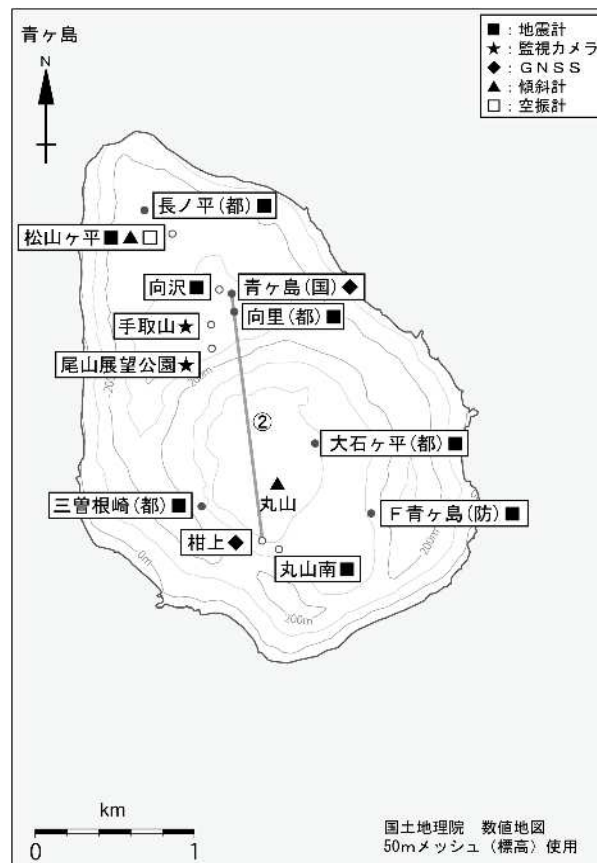 青ヶ島
■：地震計
★：監視カメラ
◆：ＧＮＳＳ
▲：傾斜計
□：空振計
N
長ノ平(都)■
松山ヶ平■▲□
向沢■
青ヶ島(国)◆
向里(都)■
手取山★
尾山展望公園★
200m
②
大石ヶ平(都)■
丸山
三曽根崎(都)■
Ｆ青ヶ島(防)■
柑上◆
丸山南■
0m
200m
200m
km
0 1
国土地理院 数値地図
50mメッシュ（標高）使用